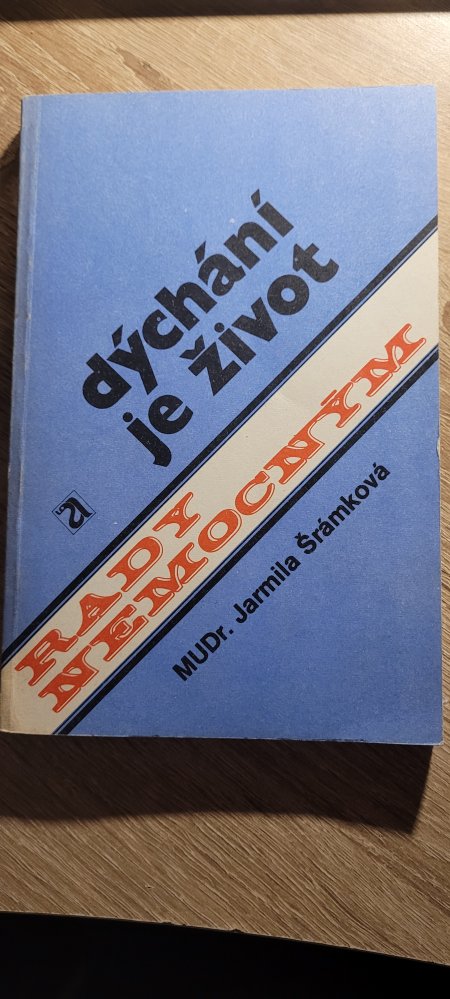 dýchání
je život
RADY
NEMOCNÝM
MUDr. Jarmila Šrámková